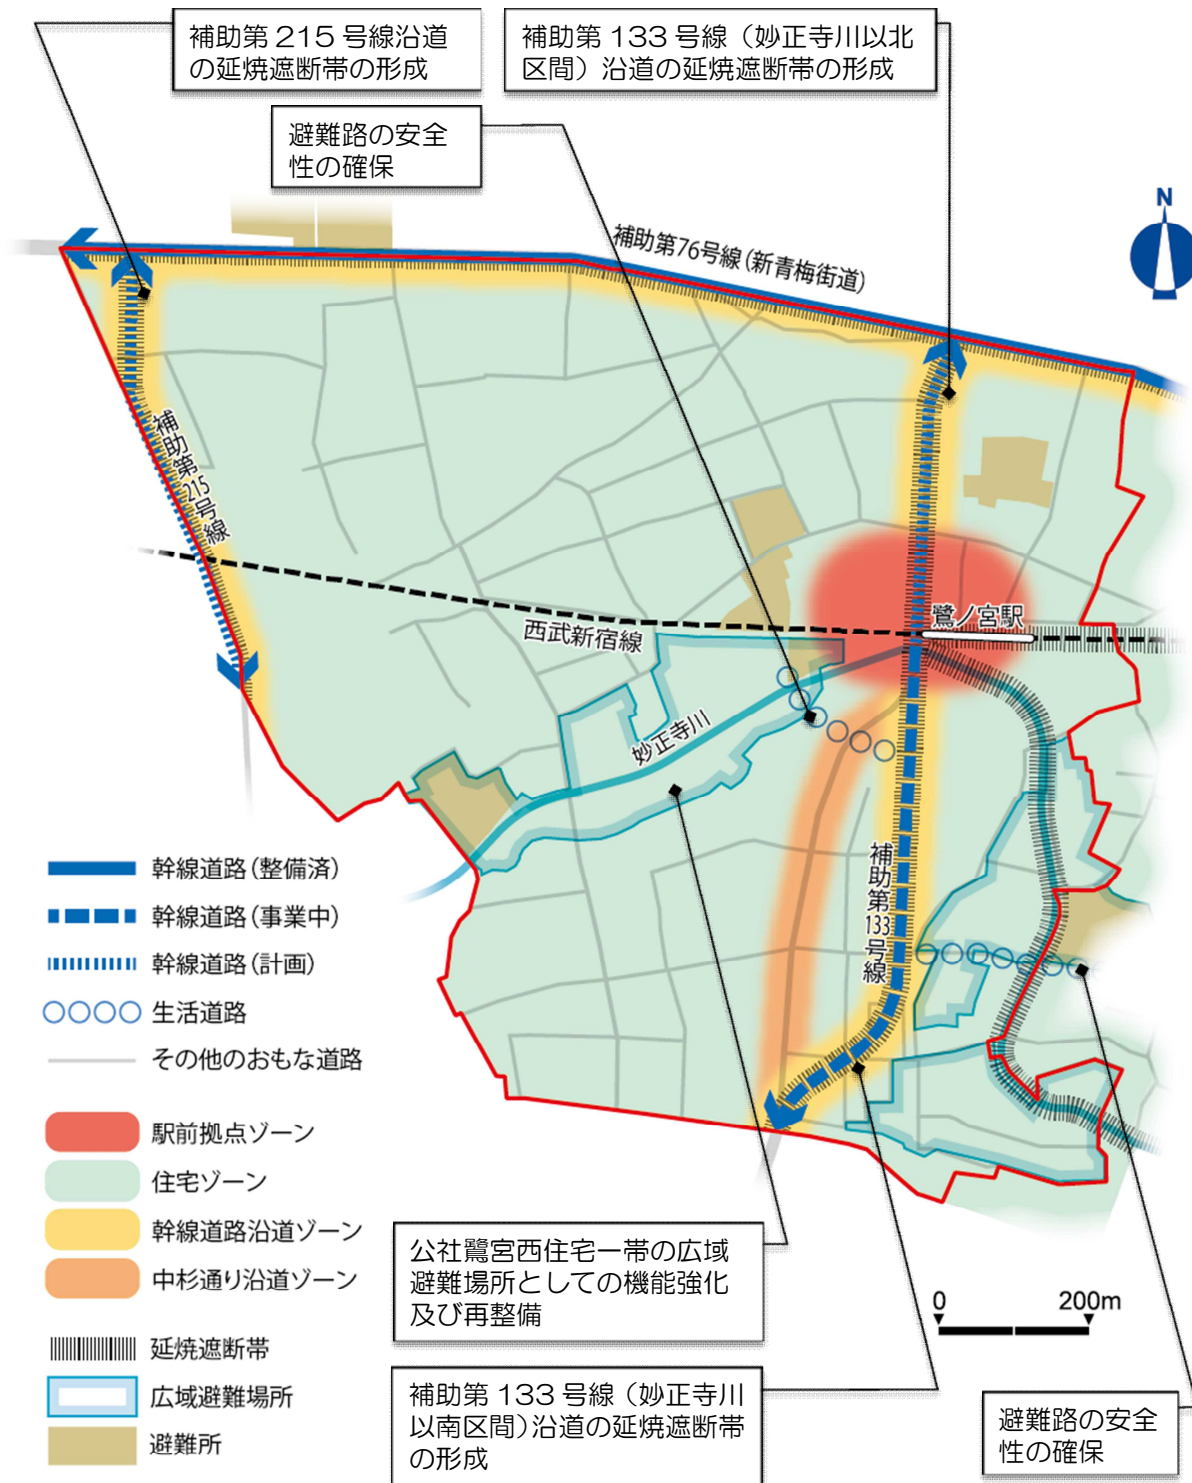 補助第 215 号線沿道
の延焼遮断帯の形成
補助第 133 号線（妙正寺川以北
区間）沿道の延焼遮断帯の形成
避難路の安全
性の確保
N
補助第76号線（新青梅街道）
補助第215号線
西武新宿線
鷺ノ宮駅
妙正寺川
補助第133号線
幹線道路（整備済）
幹線道路（事業中）
幹線道路（計画）
生活道路
その他のおもな道路
駅前拠点ゾーン
住宅ゾーン
幹線道路沿道ゾーン
中杉通り沿道ゾーン
延焼遮断帯
広域避難場所
避難所
公社鷺宮西住宅一帯の広域
避難場所としての機能強化
及び再整備
0 200m
補助第 133 号線（妙正寺川
以南区間）沿道の延焼遮断帯
の形成
避難路の安全
性の確保